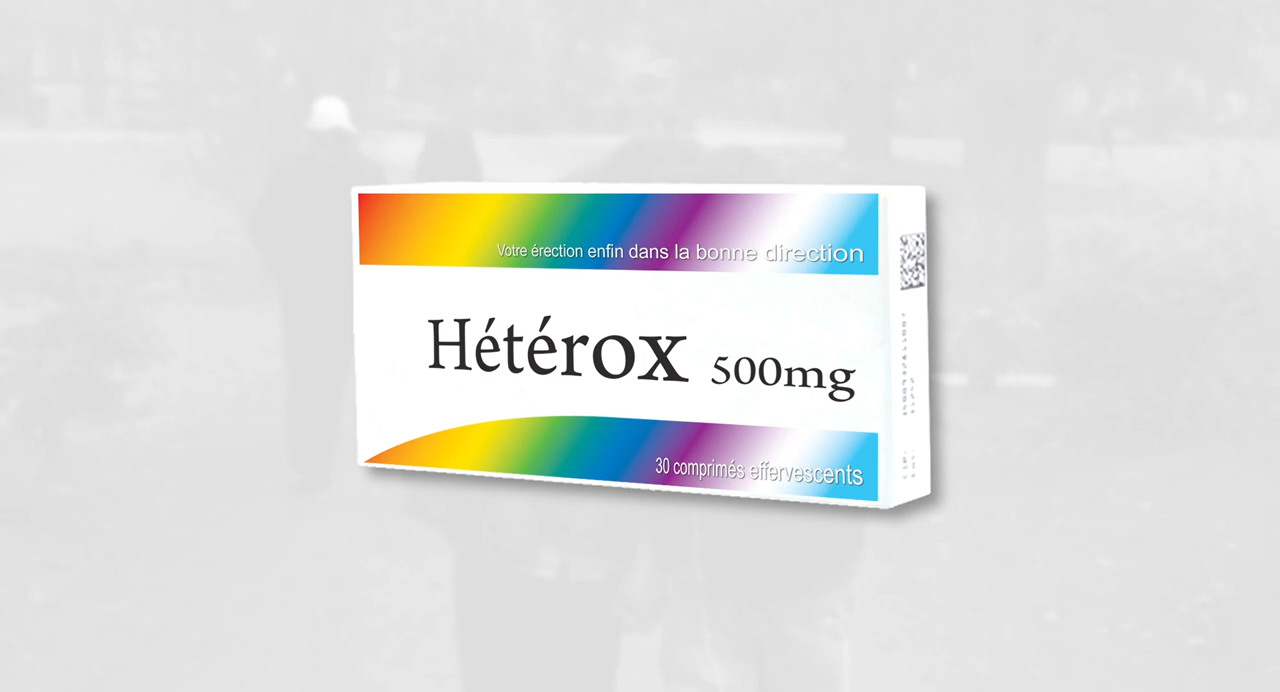 Votre érection enfin dans la bonne direction
Hétérox 500mg
30 comprimés effervescents